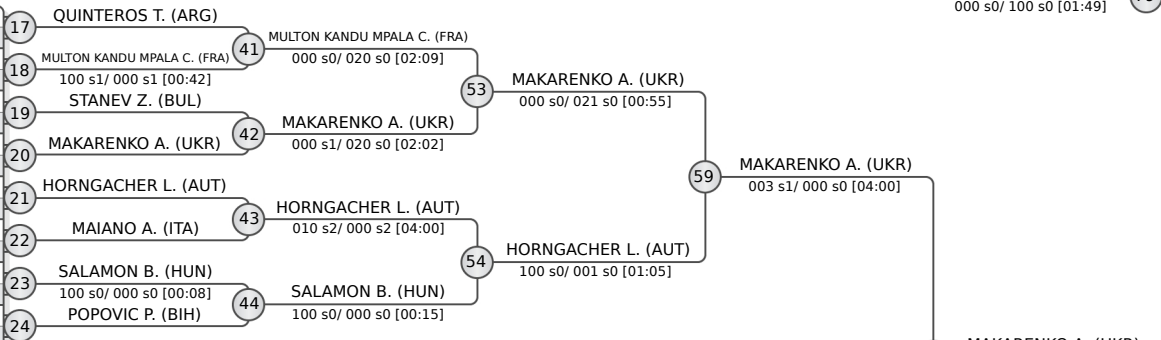 000 s0/ 100 s0 [01:49]
17
QUINTEROS T. (ARG)
41
MULTON KANDU MPALA C. (FRA)
000 s0/ 020 s0 [02:09]
18
MULTON KANDU MPALA C. (FRA)
100 s1/ 000 s1 [00:42]
53
MAKARENKO A. (UKR)
000 s0/ 021 s0 [00:55]
19
STANEV Z. (BUL)
42
MAKARENKO A. (UKR)
000 s1/ 020 s0 [02:02]
20
MAKARENKO A. (UKR)
59
MAKARENKO A. (UKR)
003 s1/ 000 s0 [04:00]
21
HORNGACHER L. (AUT)
43
HORNGACHER L. (AUT)
010 s2/ 000 s2 [04:00]
22
MAIANO A. (ITA)
54
HORNGACHER L. (AUT)
100 s0/ 001 s0 [01:05]
23
SALAMON B. (HUN)
100 s0/ 000 s0 [00:08]
44
SALAMON B. (HUN)
100 s0/ 000 s0 [00:15]
24
POPOVIC P. (BIH)
MAKARENKO A. (UKR)